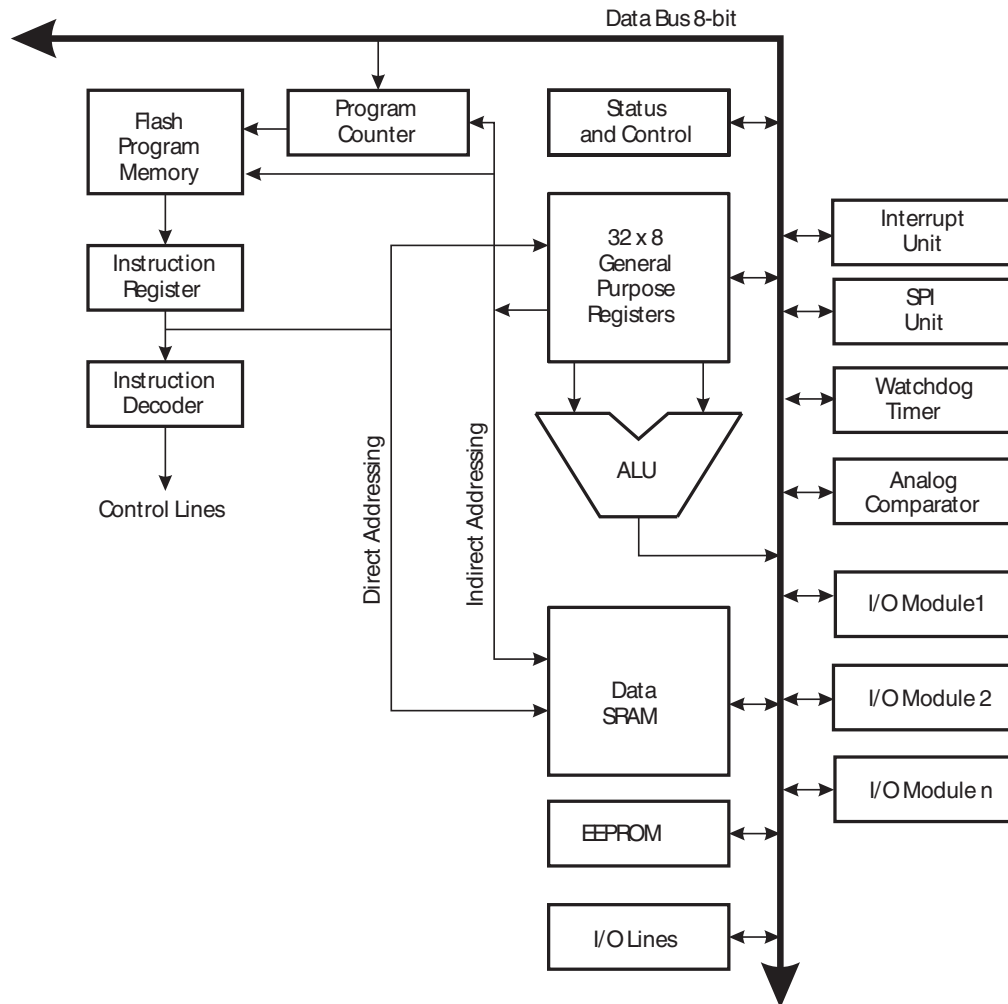 Data Bus 8-bit
Flash
Program
Memory
Program
Counter
Status
and Control
Instruction
Register
32 x 8
General
Purpose
Registers
Interrupt
Unit
SPI
Unit
Instruction
Decoder
Watchdog
Timer
ALU
Analog
Comparator
Control Lines
Direct Addressing
Indirect Addressing
I/O Module1
Data
SRAM
I/O Module 2
I/O Module n
EEPROM
I/O Lines